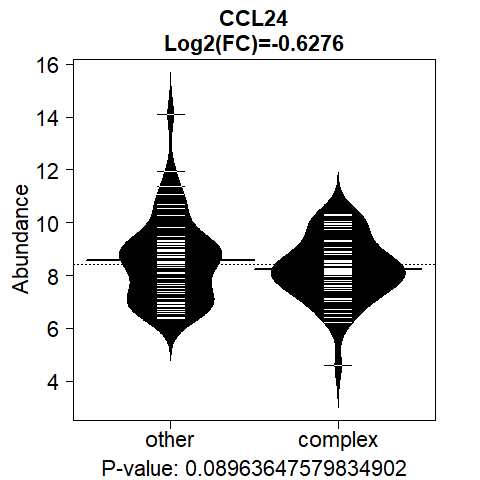 CCL24
Log2(FC)=-0.6276
Abundance
16
14
12
10
8
6
4
other complex
P-value: 0.08963647579834902